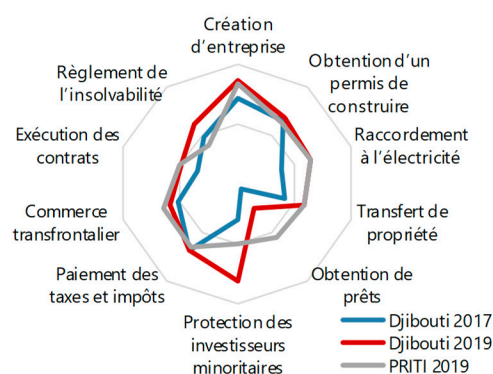 Création
d’entreprise
Obtention d’un
permis de
construire
Raccordement
à l’électricité
Transfert de
propriété
Obtention de
prêts
Protection des
investisseurs
minoritaires
Paiement des
taxes et impôts
Commerce
transfrontalier
Exécution des
contrats
Règlement de
l’insolvabilité
Djibouti 2017
Djibouti 2019
PRITI 2019